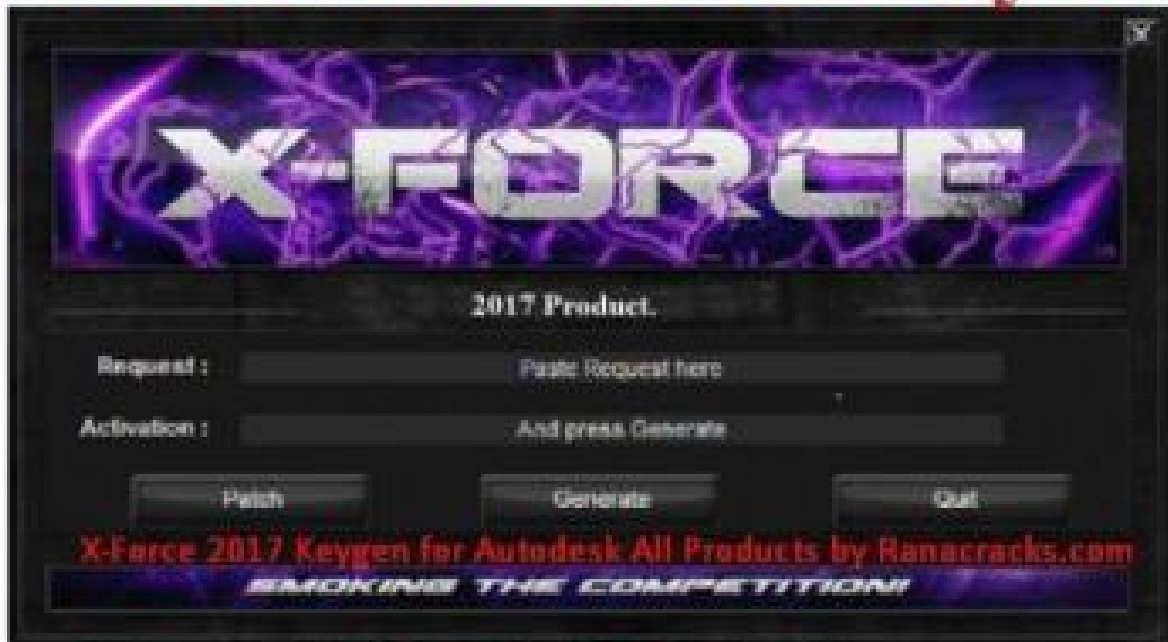 X-FORCE
2017 Product.
Request : Paste Request here
Activation : And press Generate
Patch Generate Quit
X-Force 2017 Keygen for Autodesk All Products by Ranacracks.com
SMOKING THE COMPETITION!